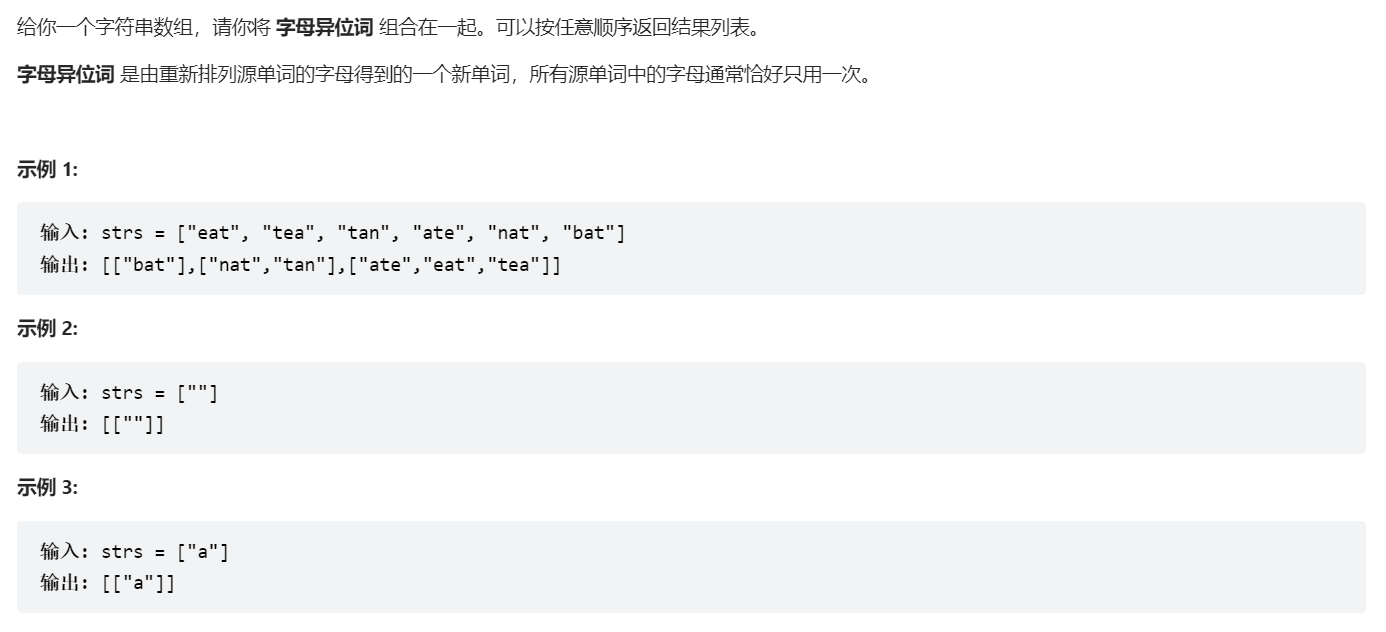 给你一个字符串数组，请你将 字母异位词 组合在一起。可以按任意顺序返回结果列表。
字母异位词 是由重新排列源单词的字母得到的一个新单词，所有源单词中的字母通常恰好只用一次。
示例 1:
输入: strs = ["eat", "tea", "tan", "ate", "nat", "bat"]
输出: [["bat"],["nat","tan"],["ate","eat","tea"]]
示例 2:
输入: strs = [""]
输出: [[""]]
示例 3:
输入: strs = ["a"]
输出: [["a"]]